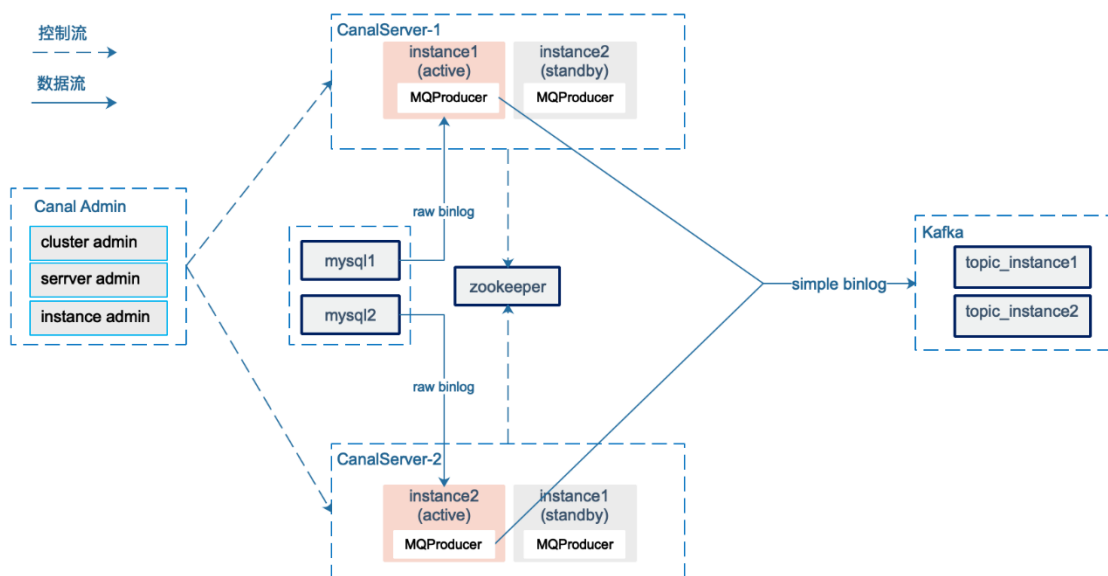 控制流
数据流
CanalServer-1
instance1
(active)
MQProducer
instance2
(standby)
MQProducer
Canal Admin
cluster admin
serrver admin
instance admin
raw binlog
mysql1
mysql2
zookeeper
raw binlog
simple binlog
Kafka
topic_instance1
topic_instance2
CanalServer-2
instance2
(active)
MQProducer
instance1
(standby)
MQProducer